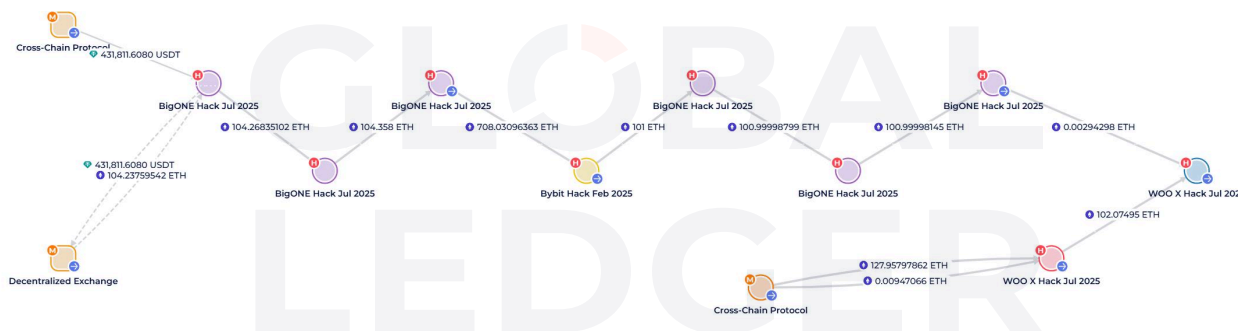 GLOBAL
LEDGER
M
Cross-Chain Protocol
431,811.6080 USDT
H
BigONE Hack Jul 2025
104.26835102 ETH
H
BigONE Hack Jul 2025
104.358 ETH
H
BigONE Hack Jul 2025
708.03096363 ETH
H
Bybit Hack Feb 2025
101 ETH
H
BigONE Hack Jul 2025
100.99998799 ETH
H
BigONE Hack Jul 2025
100.99998145 ETH
H
BigONE Hack Jul 2025
0.00294298 ETH
H
WOO X Hack Jul 202
431,811.6080 USDT
104.23759542 ETH
M
Decentralized Exchange
102.07495 ETH
H
WOO X Hack Jul 2025
127.95797862 ETH
0.00947066 ETH
M
Cross-Chain Protocol